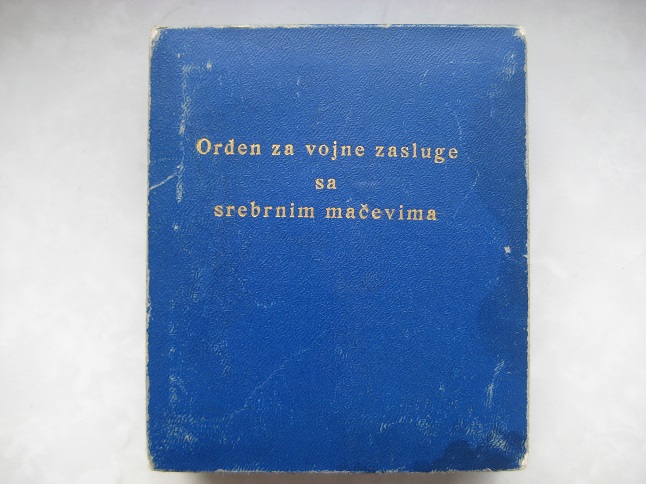 Orden za vojne zasluge
sa
srebrnim mačevima